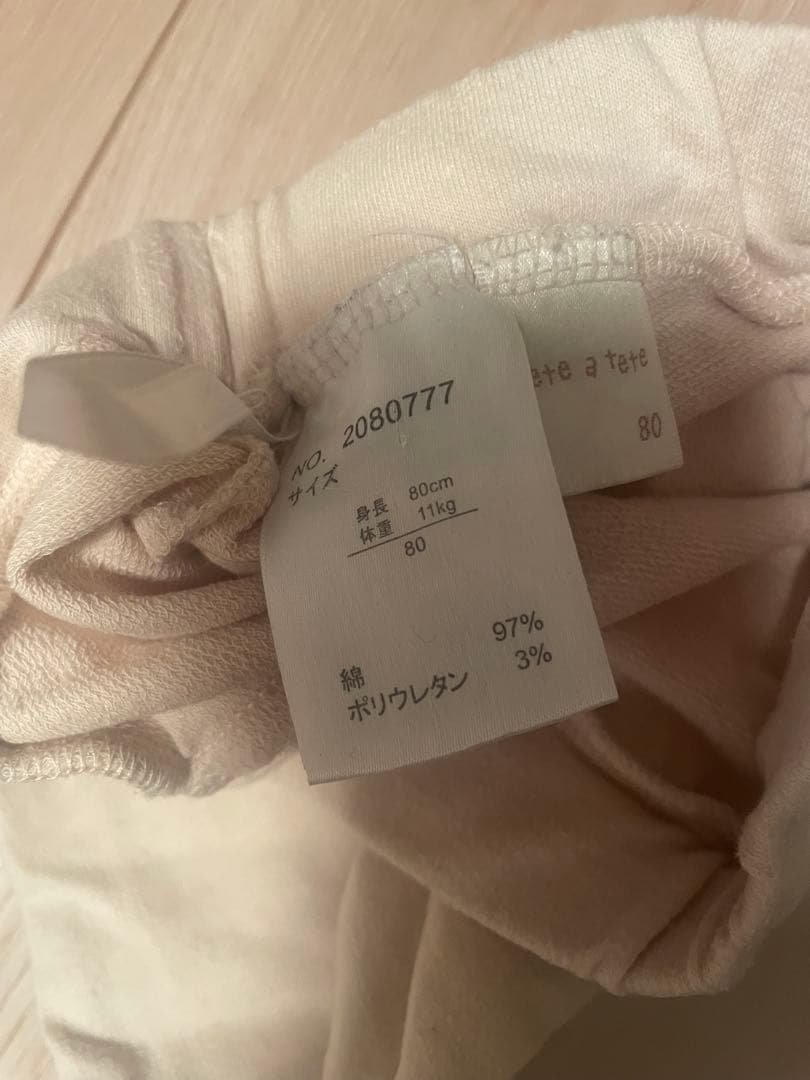 NO. 2080777
サイズ
身長 80cm
体重 11kg
80
綿 97%
ポリウレタン 3%
ete a tete
80